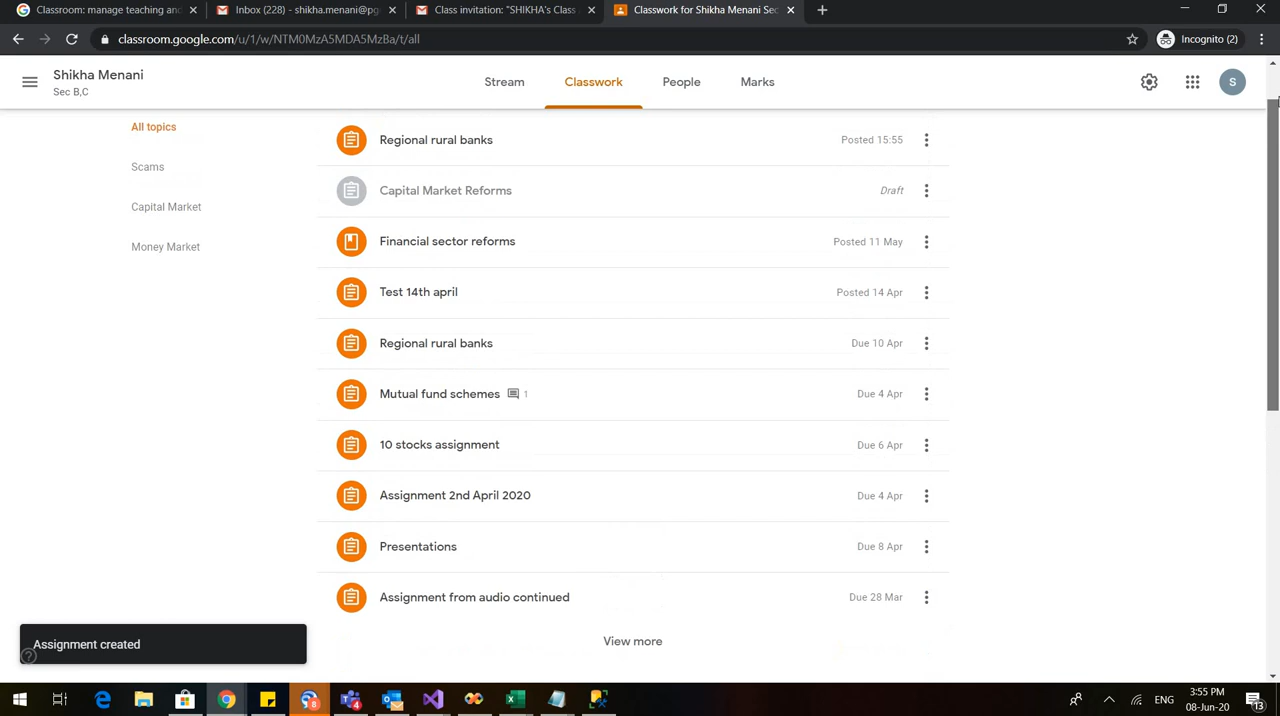 Classroom: manage teaching and
Inbox (228) - shikha.menani@pg
Class invitation: "SHIKHA's Class
Classwork for Shikha Menani Sec
classroom.google.com/u/1/w/NTM0MzA5MDA5MzBa/t/all
Incognito (2)
Shikha Menani
Sec B,C
Stream
Classwork
People
Marks
S
All topics
Scams
Capital Market
Money Market
Regional rural banks
Posted 15:55
Capital Market Reforms
Draft
Financial sector reforms
Posted 11 May
Test 14th april
Posted 14 Apr
Regional rural banks
Due 10 Apr
Mutual fund schemes 1
Due 4 Apr
10 stocks assignment
Due 6 Apr
Assignment 2nd April 2020
Due 4 Apr
Presentations
Due 8 Apr
Assignment from audio continued
Due 28 Mar
View more
Assignment created
8
4
ENG
3:55 PM
08-Jun-20
13